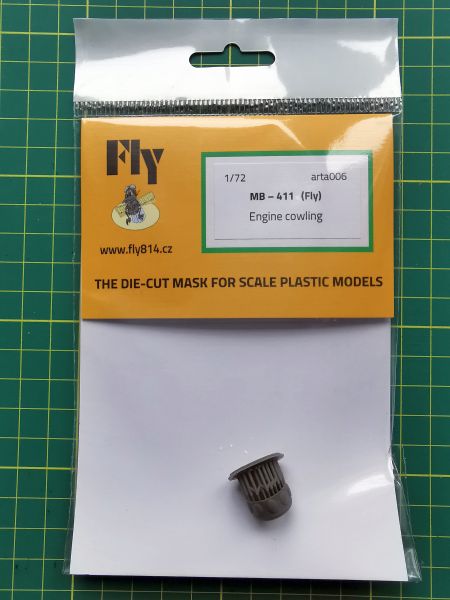 Fly
www.fly814.cz
1/72 arta006
MB – 411 (Fly)
Engine cowling
THE DIE-CUT MASK FOR SCALE PLASTIC MODELS